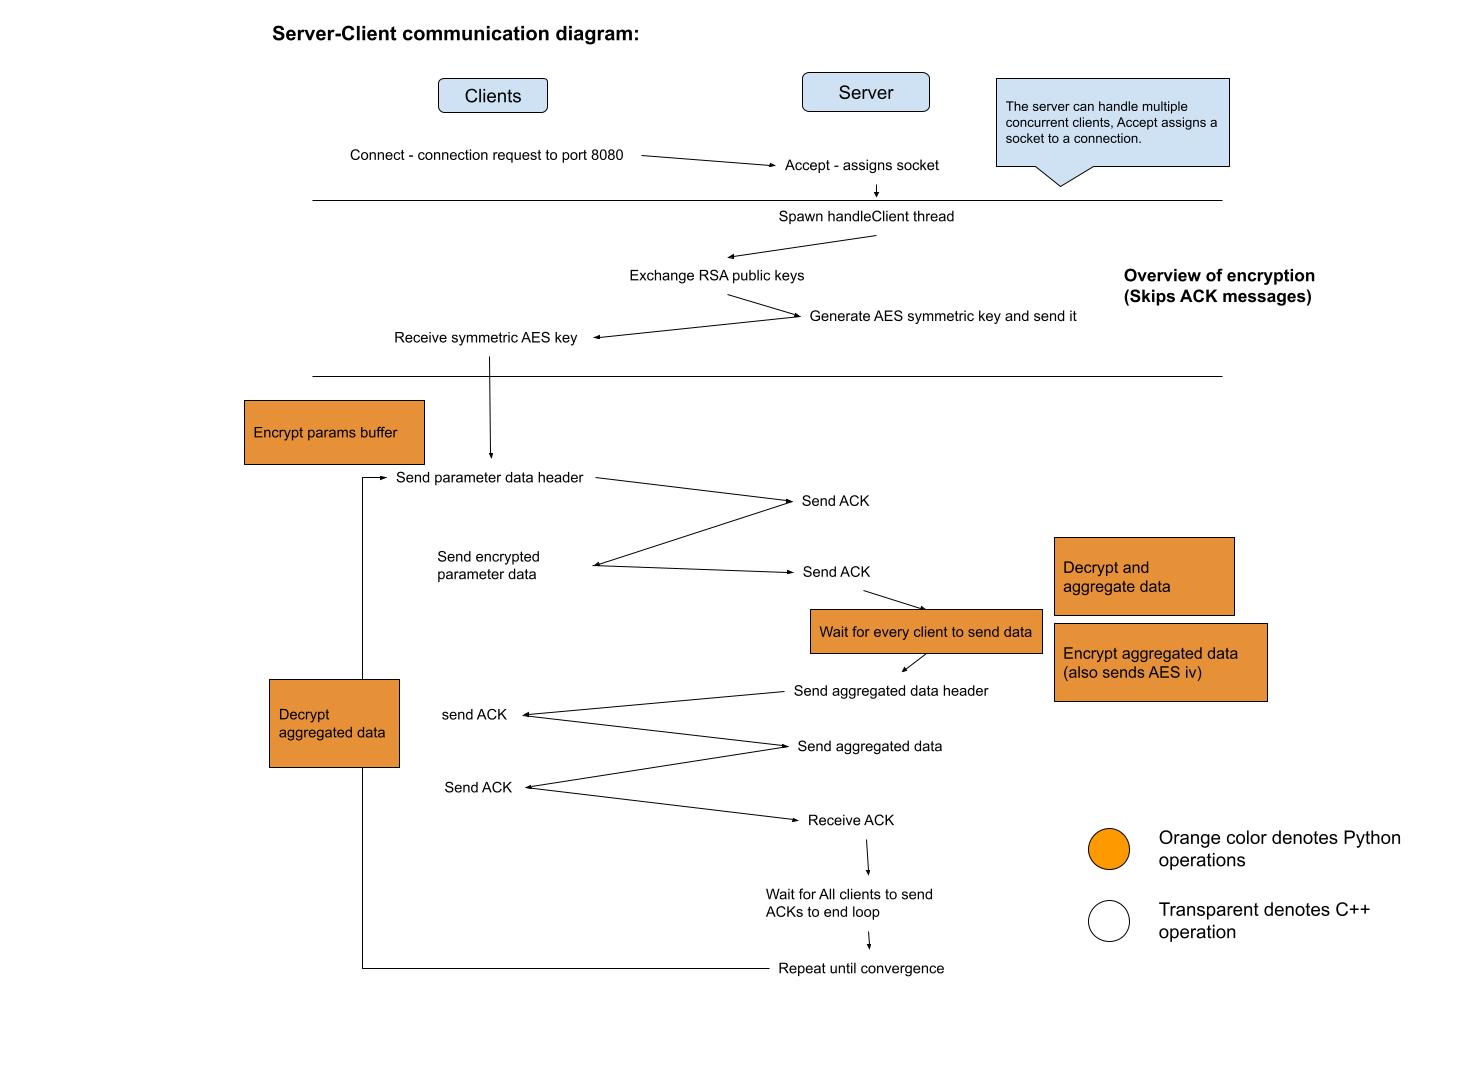 Server-Client communication diagram:
Clients
Server
The server can handle multiple
concurrent clients, Accept assigns a
socket to a connection.
Connect - connection request to port 8080
Accept - assigns socket
Spawn handleClient thread
Exchange RSA public keys
Overview of encryption
(Skips ACK messages)
Generate AES symmetric key and send it
Receive symmetric AES key
Encrypt params buffer
Send parameter data header
Send ACK
Send encrypted
parameter data
Send ACK
Decrypt and
aggregate data
Wait for every client to send data
Encrypt aggregated data
(also sends AES iv)
Send aggregated data header
send ACK
Decrypt
aggregated data
Send aggregated data
Send ACK
Receive ACK
Orange color denotes Python
operations
Wait for All clients to send
ACKs to end loop
Transparent denotes C++
operation
Repeat until convergence